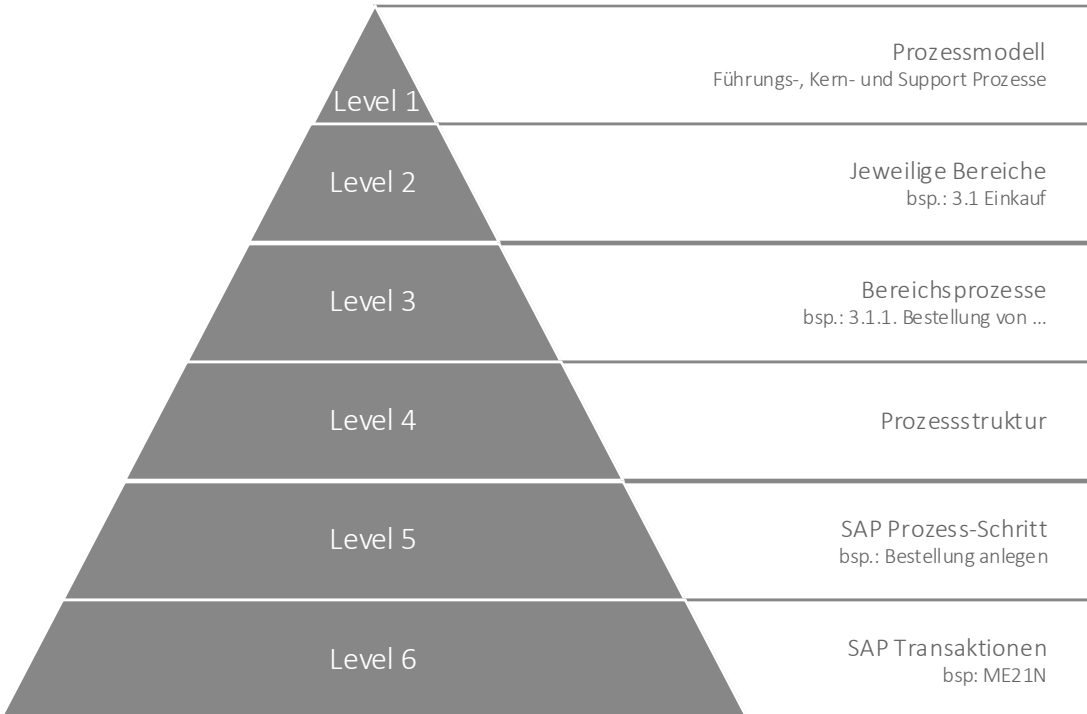 Prozessmodell
Führungs-, Kern- und Support Prozesse
Level 1
Jeweilige Bereiche
Level 2
bsp.: 3.1 Einkauf
Bereichsprozesse
Level 3
bsp.: 3.1.1. Bestellung von ...
Level 4
Prozessstruktur
SAP Prozess-Schritt
Level 5
bsp.: Bestellung anlegen
SAP Transaktionen
Level 6
bsp: ME21N